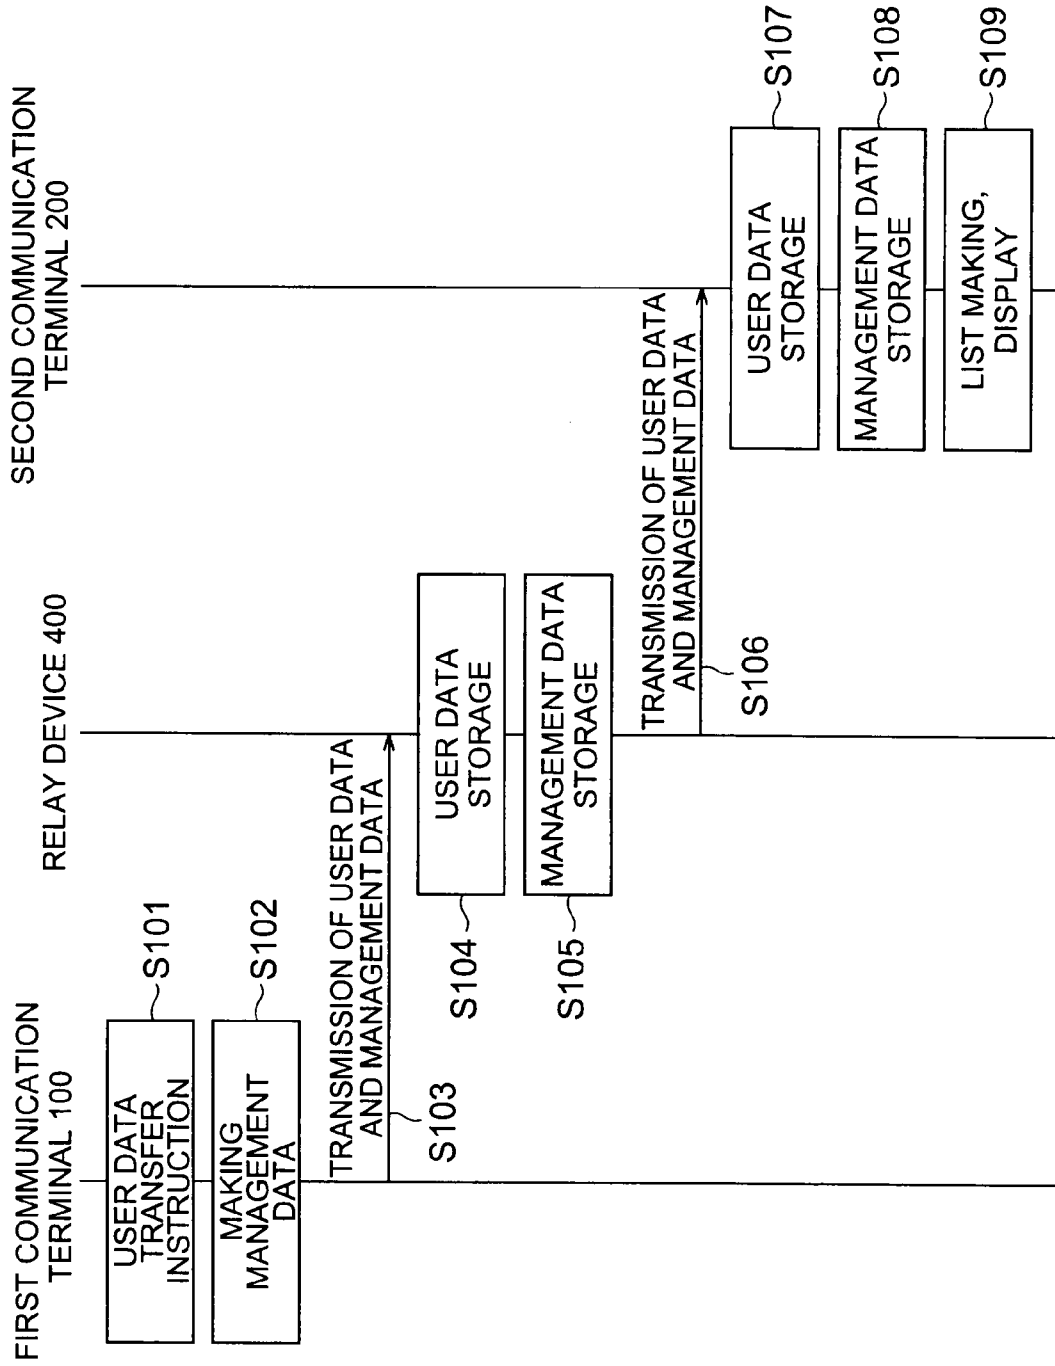 FIRST COMMUNICATION
TERMINAL 100
RELAY DEVICE 400
SECOND COMMUNICATION
TERMINAL 200
USER DATA
TRANSFER
INSTRUCTION
S101
MAKING
MANAGEMENT
DATA
S102
TRANSMISSION OF USER DATA
AND MANAGEMENT DATA
S103
USER DATA
STORAGE
S104
MANAGEMENT DATA
STORAGE
S105
TRANSMISSION OF USER DATA
AND MANAGEMENT DATA
S106
USER DATA
STORAGE
S107
MANAGEMENT DATA
STORAGE
S108
LIST MAKING,
DISPLAY
S109